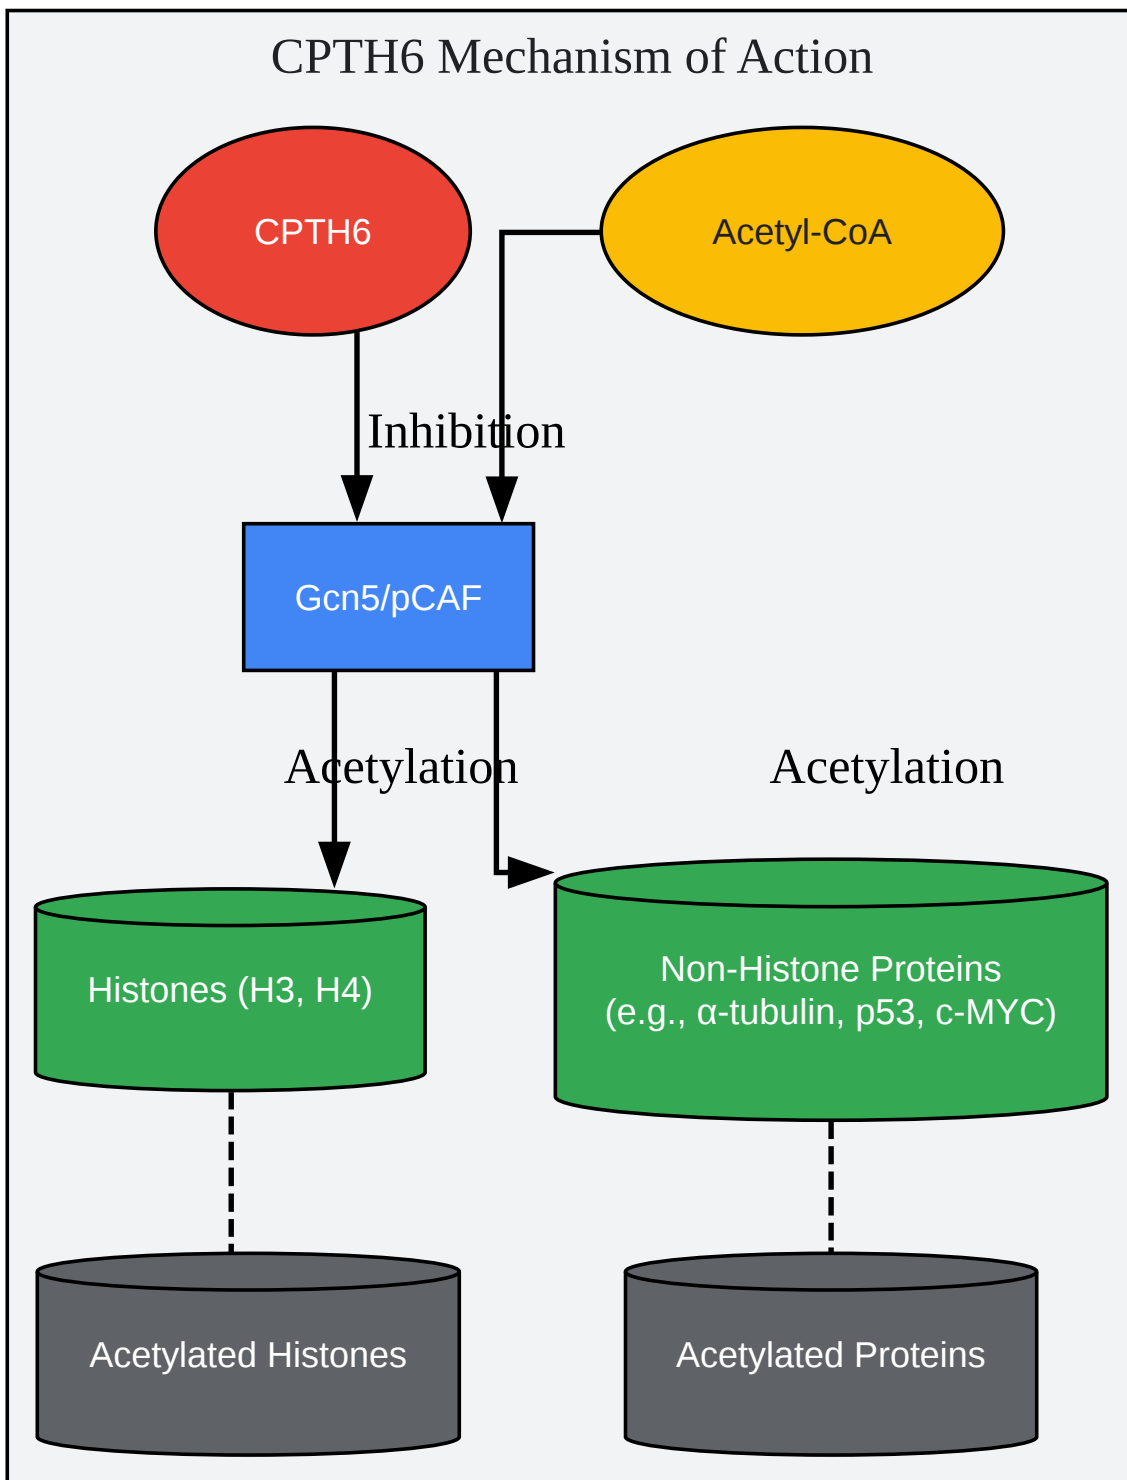 CPTH6 Mechanism of Action
CPTH6
Acetyl-CoA
Inhibition
Gcn5/pCAF
Acetylation
Acetylation
Histones (H3, H4)
Non-Histone Proteins
(e.g., α-tubulin, p53, c-MYC)
Acetylated Histones
Acetylated Proteins